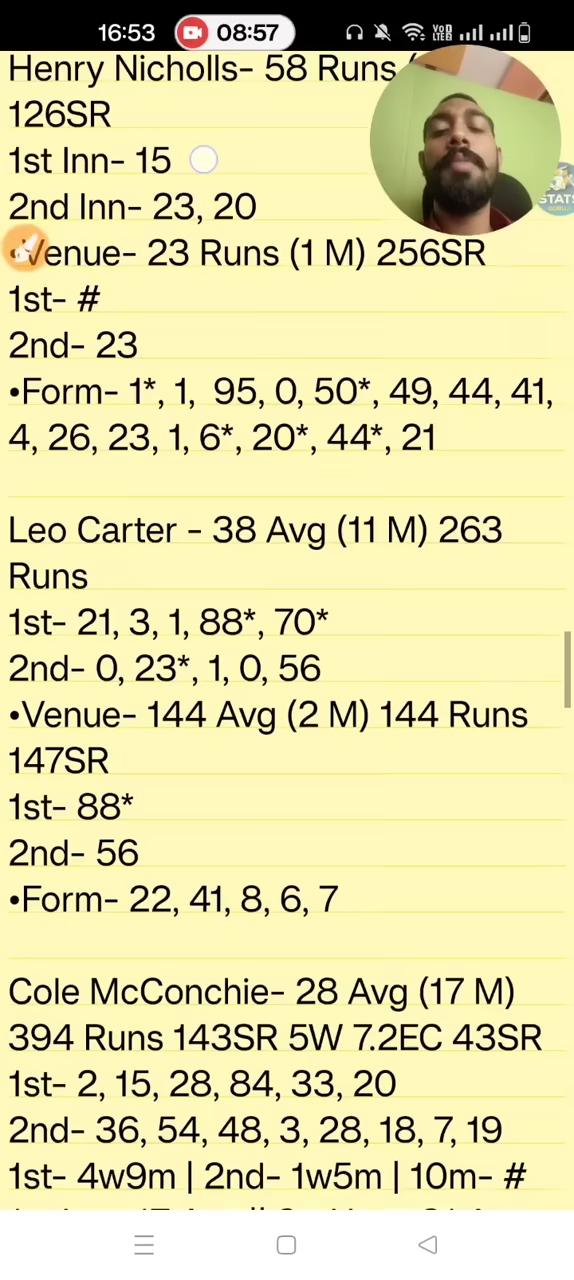 16:53 08:57 VoD LTE1
Henry Nicholls- 58 Runs
126SR
1st Inn- 15
2nd Inn- 23, 20
Venue- 23 Runs (1 M) 256SR
1st- #
2nd- 23
•Form- 1*, 1, 95, 0, 50*, 49, 44, 41,
4, 26, 23, 1, 6*, 20*, 44*, 21
Leo Carter - 38 Avg (11 M) 263
Runs
1st- 21, 3, 1, 88*, 70*
2nd- 0, 23*, 1, 0, 56
•Venue- 144 Avg (2 M) 144 Runs
147SR
1st- 88*
2nd- 56
•Form- 22, 41, 8, 6, 7
Cole McConchie- 28 Avg (17 M)
394 Runs 143SR 5W 7.2EC 43SR
1st- 2, 15, 28, 84, 33, 20
2nd- 36, 54, 48, 3, 28, 18, 7, 19
1st- 4w9m | 2nd- 1w5m | 10m- #